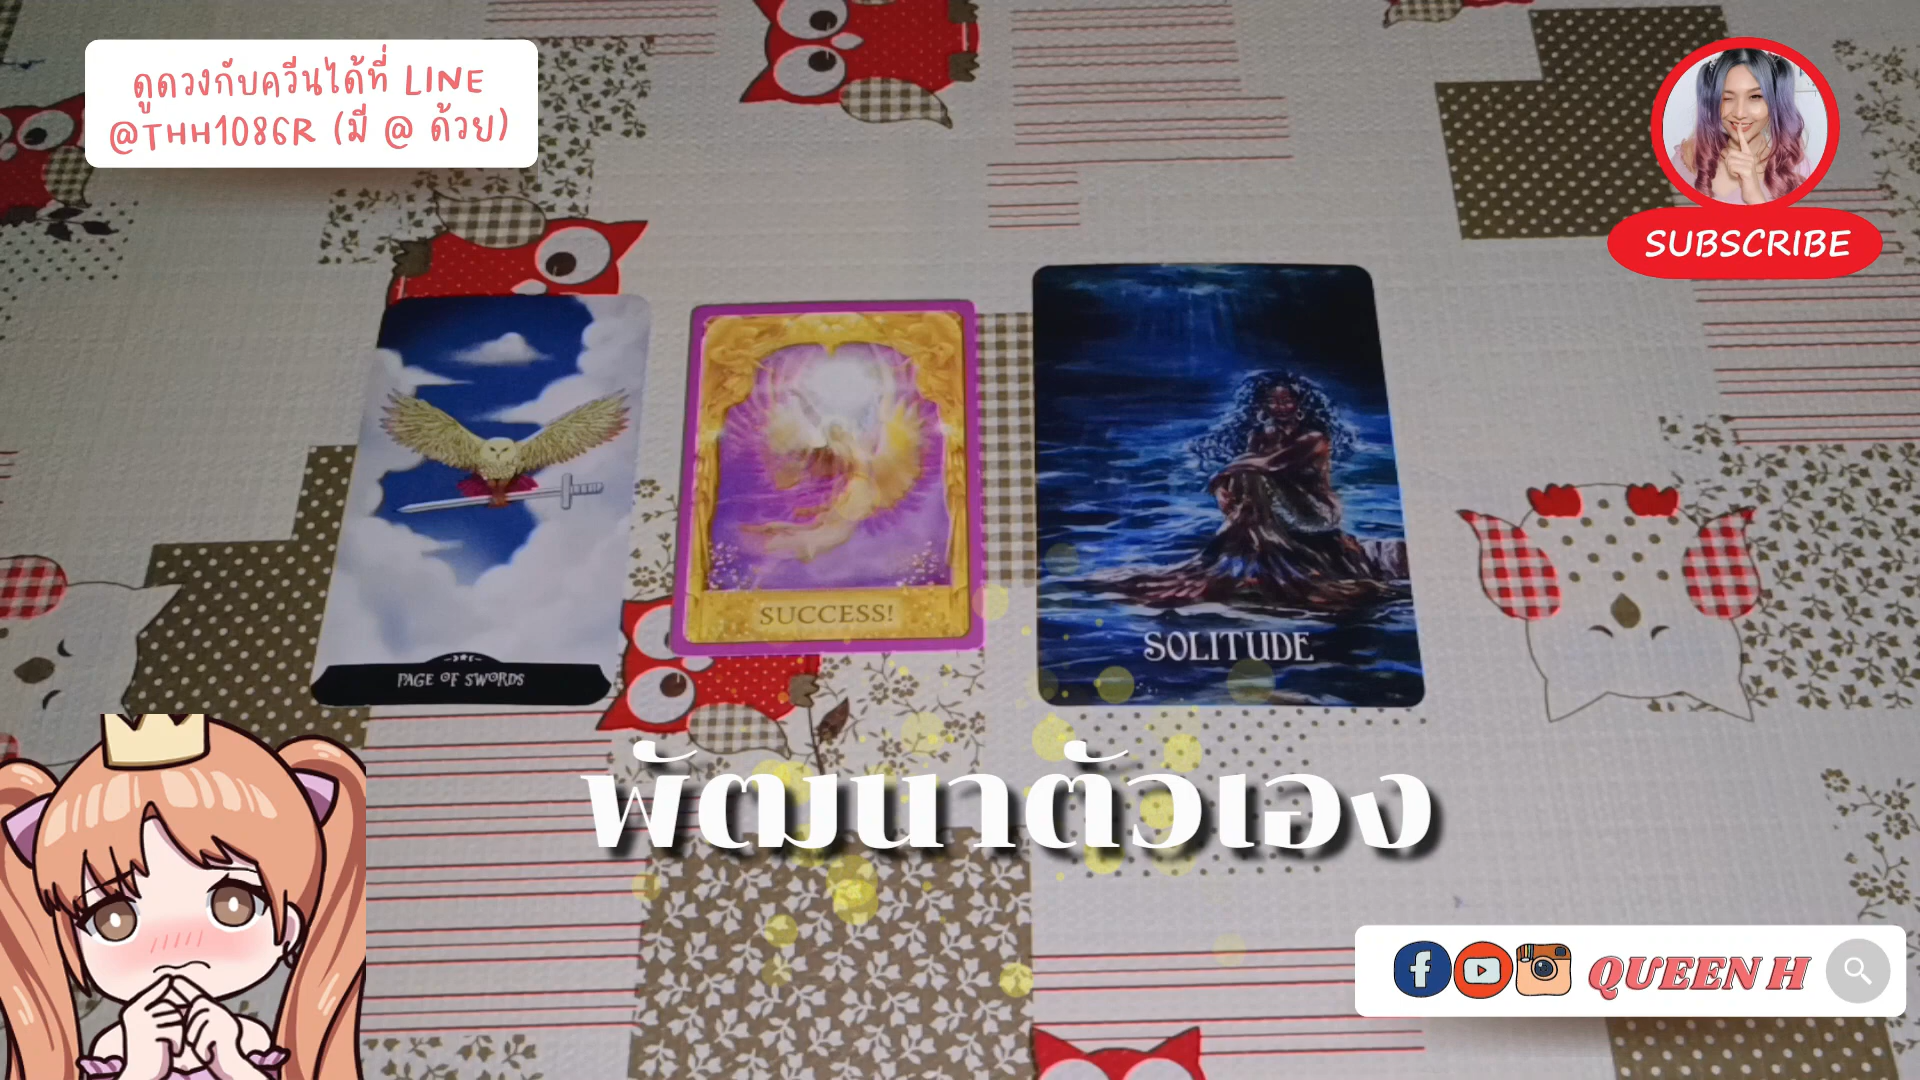 ดูดวงกับควีนได้ที่ LINE
@THH1086R (มี @ ด้วย)
SUBSCRIBE
PAGE OF SWORDS
SUCCESS!
SOLITUDE
พัฒนาตัวเอง
QUEEN H